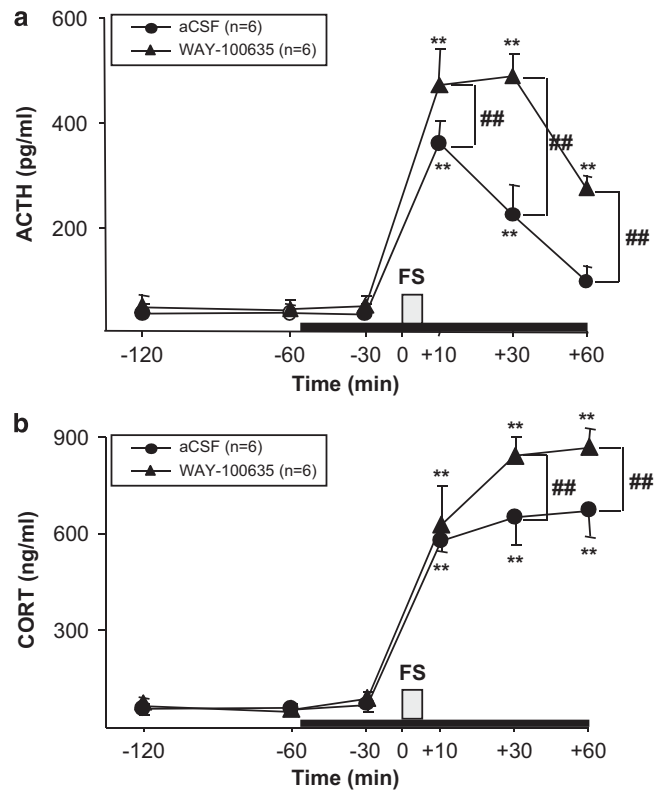 a
600
400
200
ACTH (pg/ml)
aCSF (n=6)
WAY-100635 (n=6)
**
**
**
##
##
**
**
##
FS
-120 -60 -30 0 +10 +30 +60
Time (min)
b
900
600
300
CORT (ng/ml)
aCSF (n=6)
WAY-100635 (n=6)
**
**
**
##
##
**
**
**
FS
-120 -60 -30 0 +10 +30 +60
Time (min)